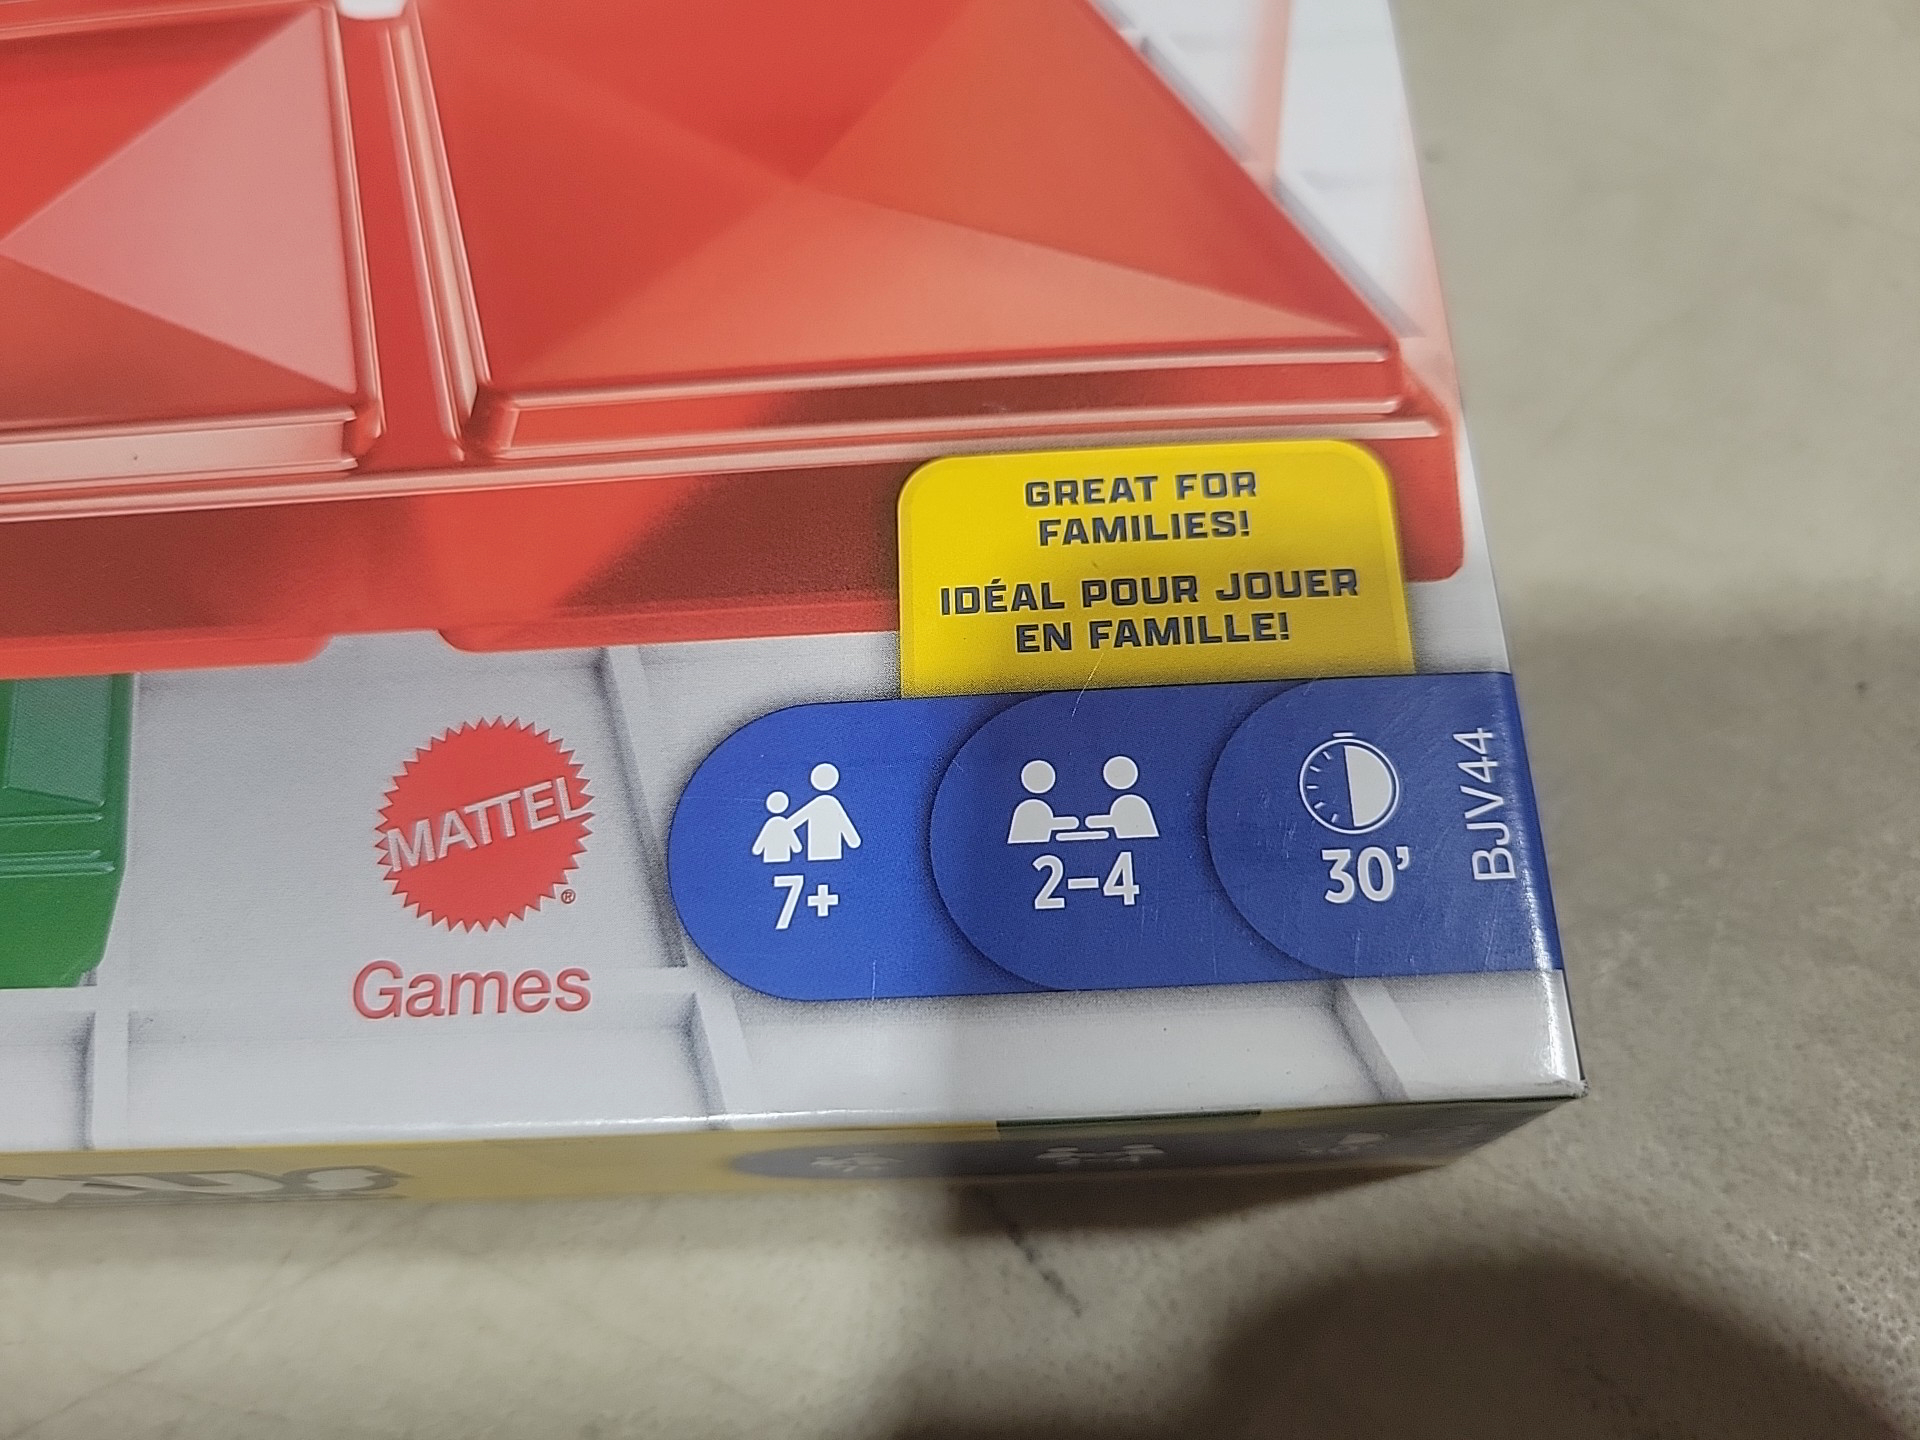 GREAT FOR
FAMILIES!
IDÉAL POUR JOUER
EN FAMILLE!
MATTEL
®
Games
7+
2–4
30’
BJV44